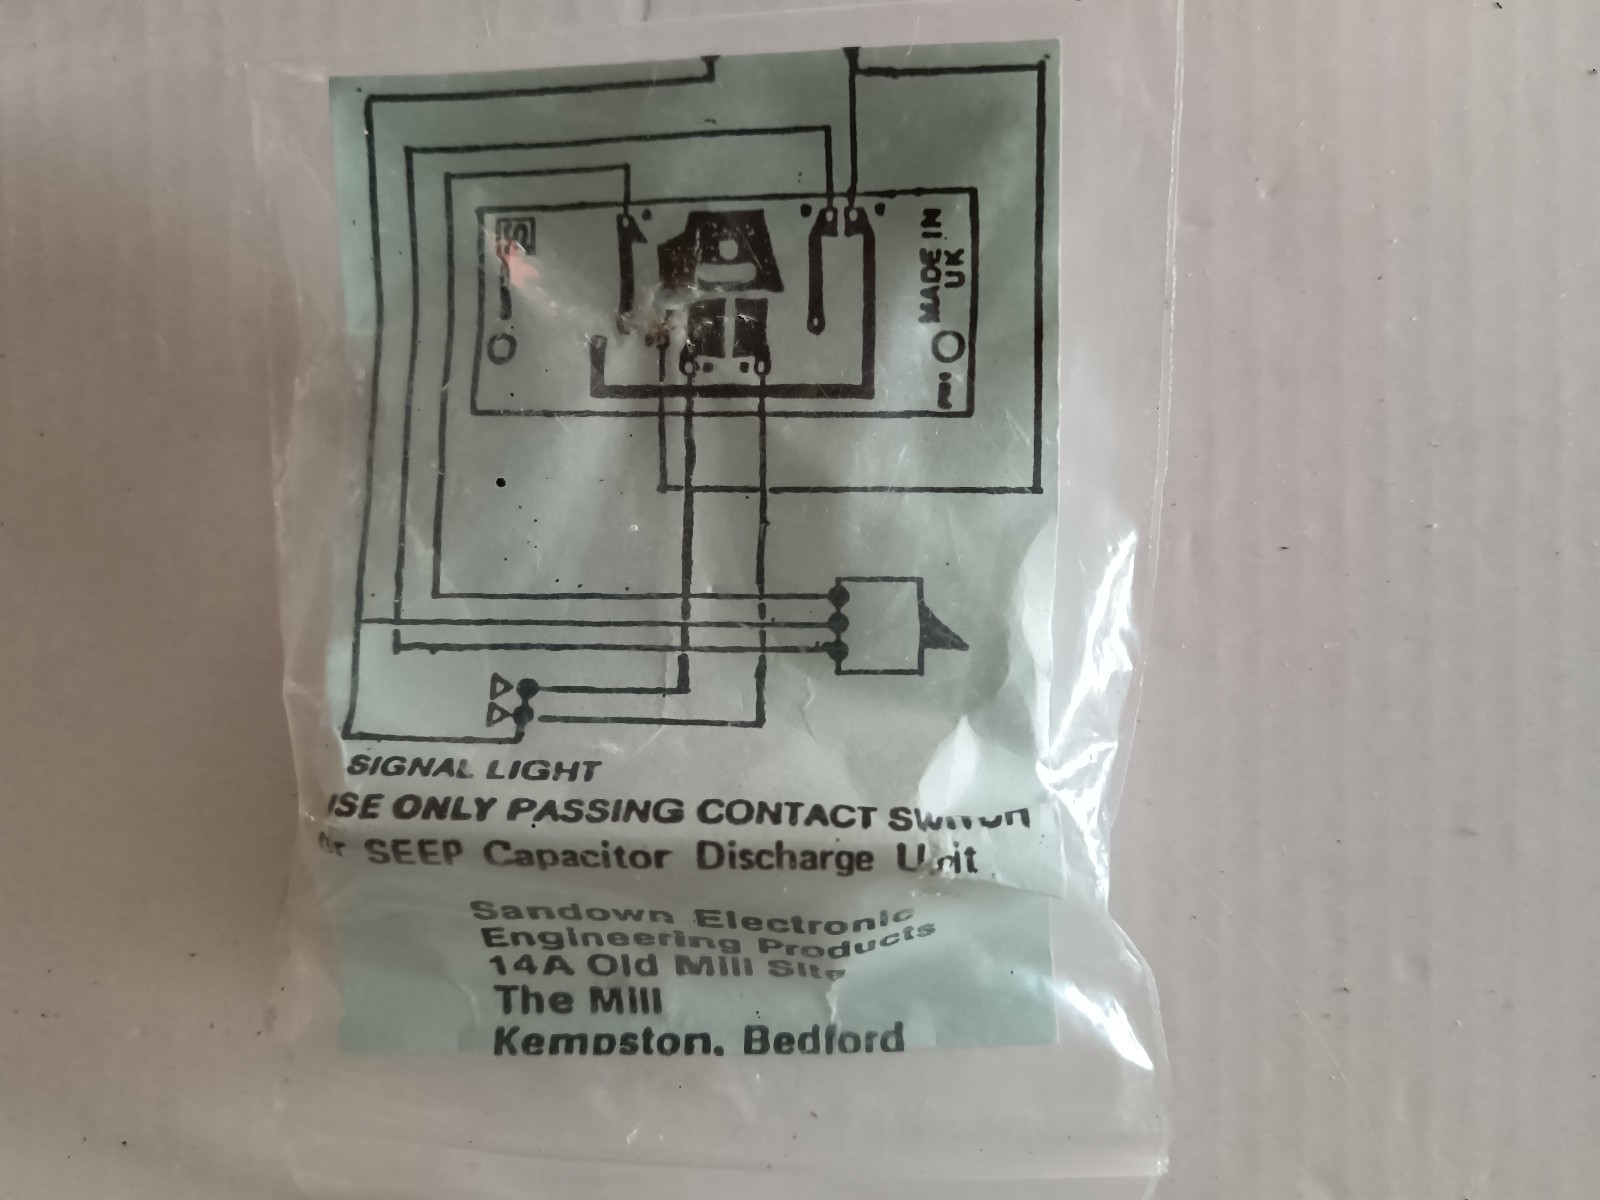 MADE IN
UK
SIGNAL LIGHT
USE ONLY PASSING CONTACT SWITCH
or SEEP Capacitor Discharge Unit
Sandown Electronic
Engineering Products
14A Old Mill Site
The Mill
Kempston, Bedford